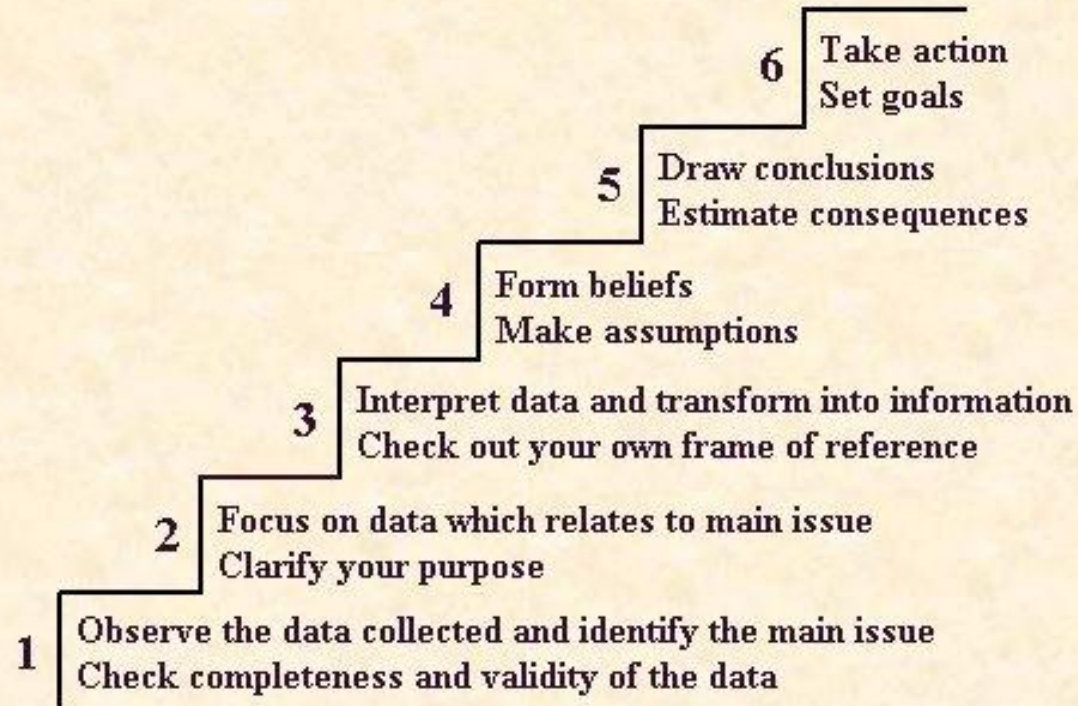 6
Take action
Set goals
5
Draw conclusions
Estimate consequences
4
Form beliefs
Make assumptions
3
Interpret data and transform into information
Check out your own frame of reference
2
Focus on data which relates to main issue
Clarify your purpose
1
Observe the data collected and identify the main issue
Check completeness and validity of the data